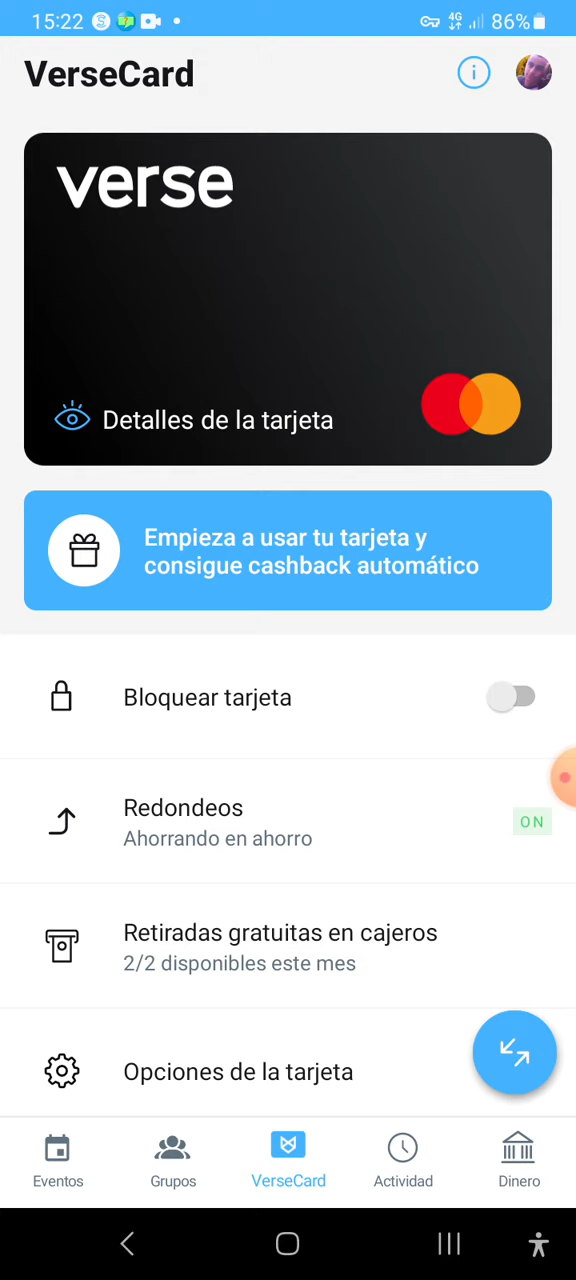 15:22
4G
86%
VerseCard
verse
Detalles de la tarjeta
Empieza a usar tu tarjeta y
consigue cashback automático
Bloquear tarjeta
Redondeos
Ahorrando en ahorro
ON
Retiradas gratuitas en cajeros
2/2 disponibles este mes
Opciones de la tarjeta
Eventos
Grupos
VerseCard
Actividad
Dinero